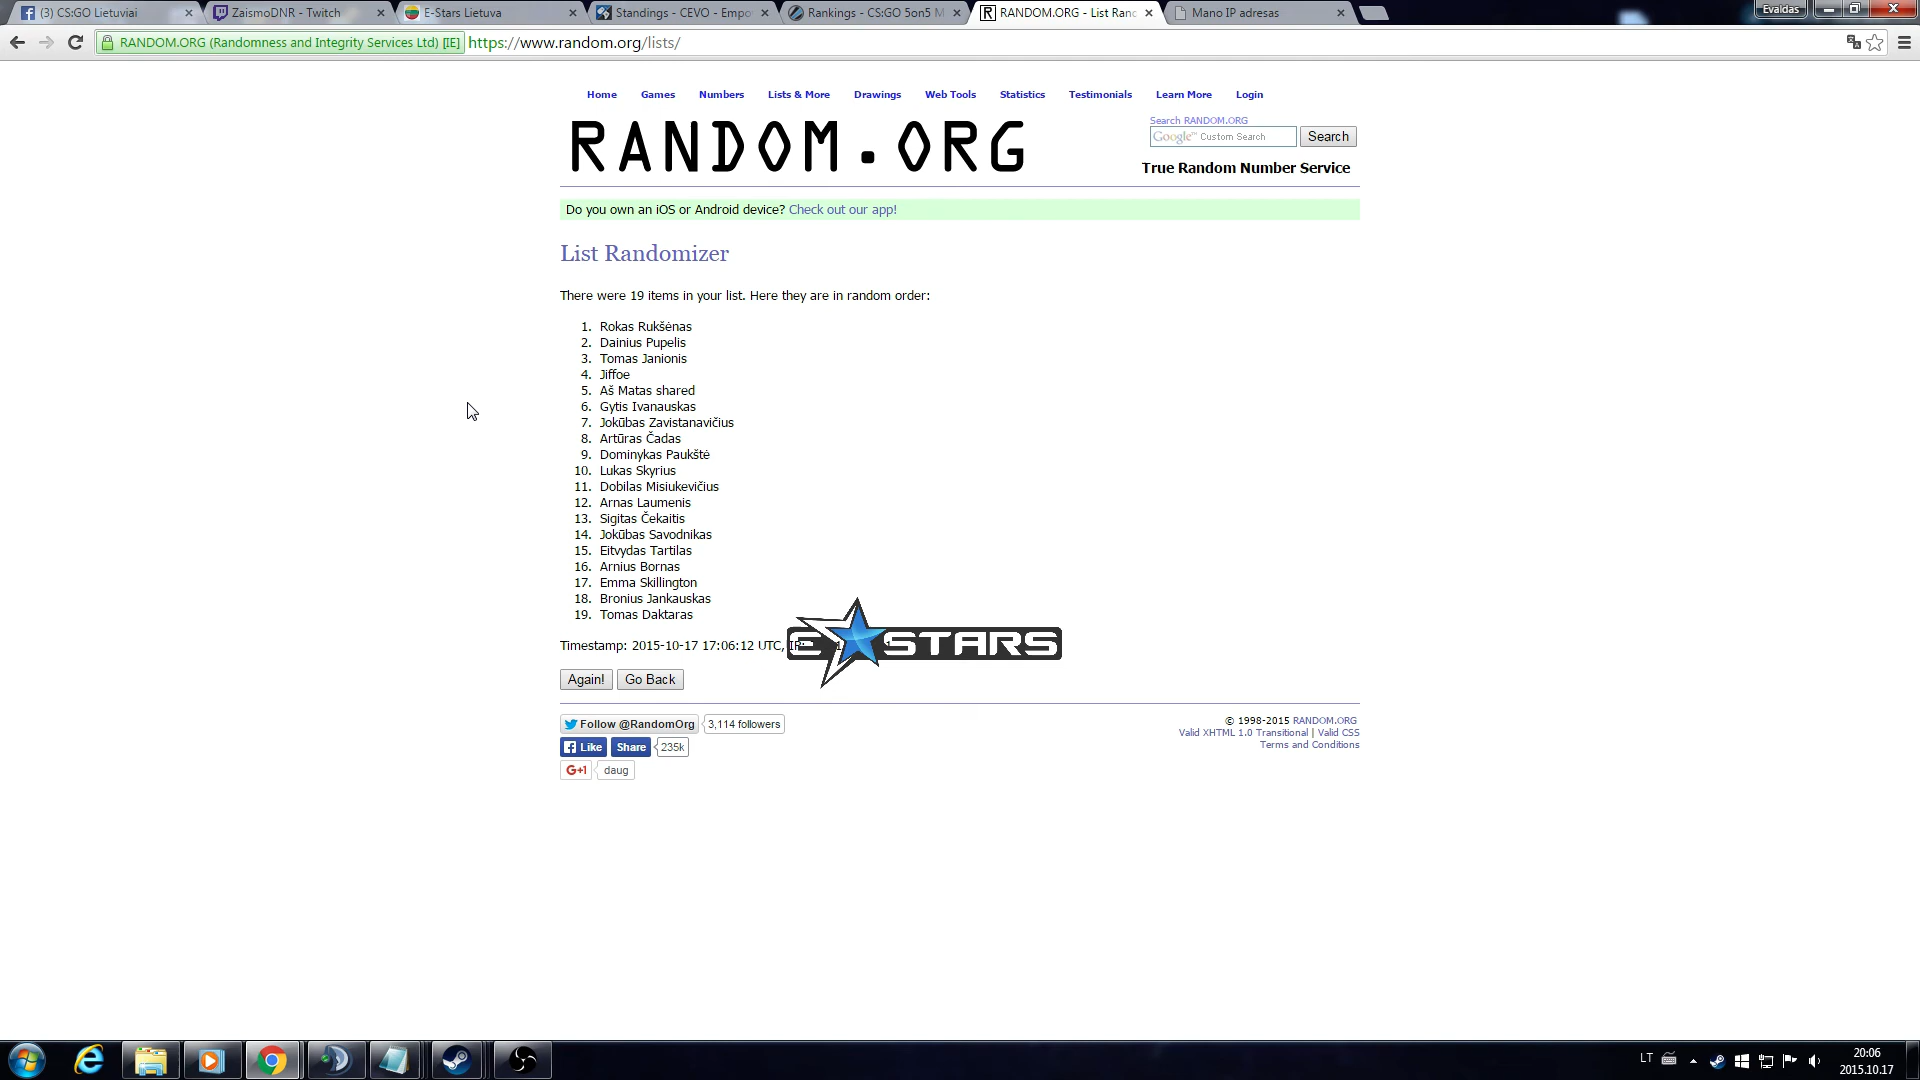 (3) CS:GO Lietuviai
ZaismoDNR - Twitch
E-Stars Lietuva
Standings - CEVO - Empo
Rankings - CS:GO 5on5 M
RANDOM.ORG - List Ranc
Mano IP adresas
Evaldas
RANDOM.ORG (Randomness and Integrity Services Ltd) [IE] https://www.random.org/lists/
Home Games Numbers Lists & More Drawings Web Tools Statistics Testimonials Learn More Login
RANDOM.ORG
Search RANDOM.ORG
Google™ Custom Search Search
True Random Number Service
Do you own an iOS or Android device? Check out our app!
List Randomizer
There were 19 items in your list. Here they are in random order:
1. Rokas Rukšėnas
2. Dainius Pupelis
3. Tomas Janionis
4. Jiffoe
5. Aš Matas shared
6. Gytis Ivanauskas
7. Jokūbas Zavistanavičius
8. Artūras Čadas
9. Dominykas Paukštė
10. Lukas Skyrius
11. Dobilas Misiukevičius
12. Arnas Laumenis
13. Sigitas Čekaitis
14. Jokūbas Savodnikas
15. Eitvydas Tartilas
16. Arnius Bornas
17. Emma Skillington
18. Bronius Jankauskas
19. Tomas Daktaras
Timestamp: 2015-10-17 17:06:12 UTC, IP:
E STARS
Again! Go Back
Follow @RandomOrg 3,114 followers
Like Share 235k
G+1 daug
© 1998-2015 RANDOM.ORG
Valid XHTML 1.0 Transitional | Valid CSS
Terms and Conditions
LT
20:06
2015.10.17